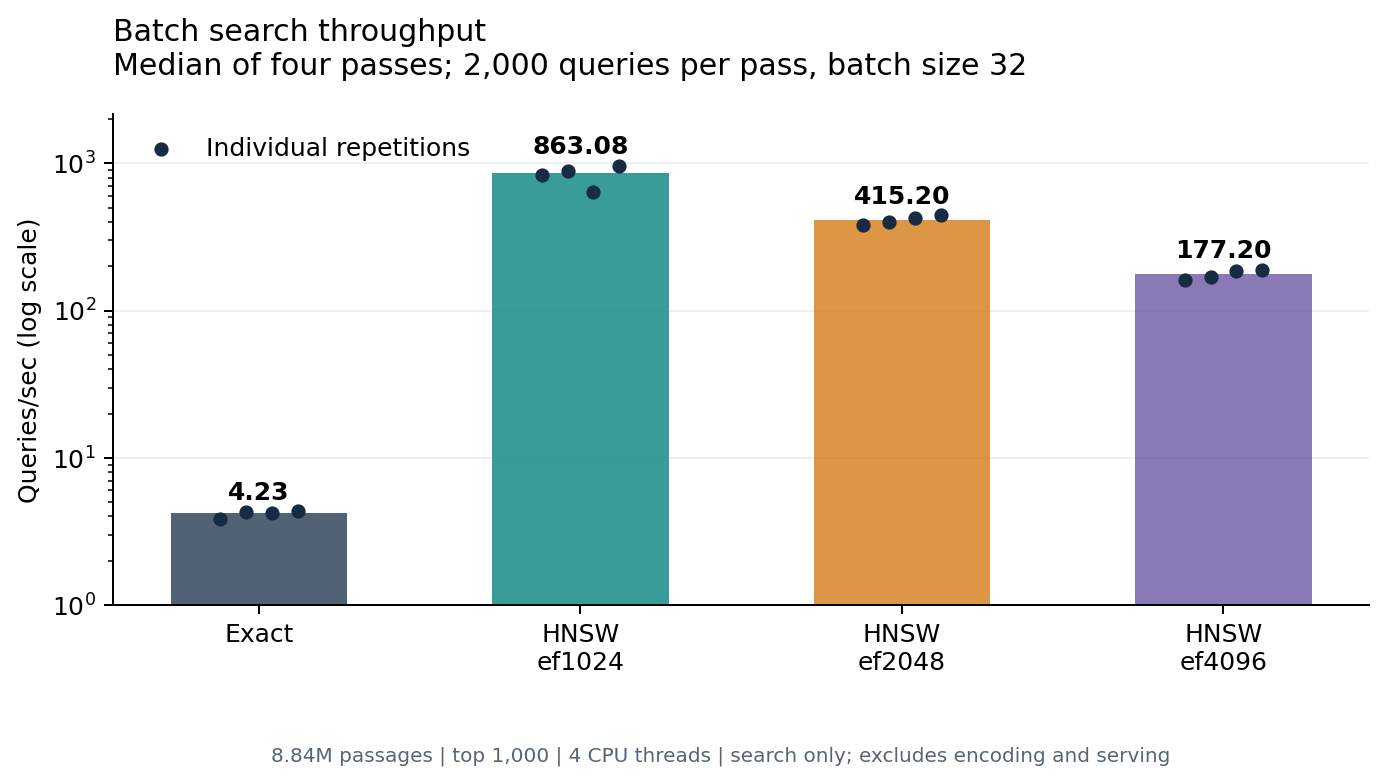 Batch search throughput
Median of four passes; 2,000 queries per pass, batch size 32
Individual repetitions
863.08
415.20
177.20
4.23
Queries/sec (log scale)
10³
10²
10¹
10⁰
Exact
HNSW
ef1024
HNSW
ef2048
HNSW
ef4096
8.84M passages | top 1,000 | 4 CPU threads | search only; excludes encoding and serving